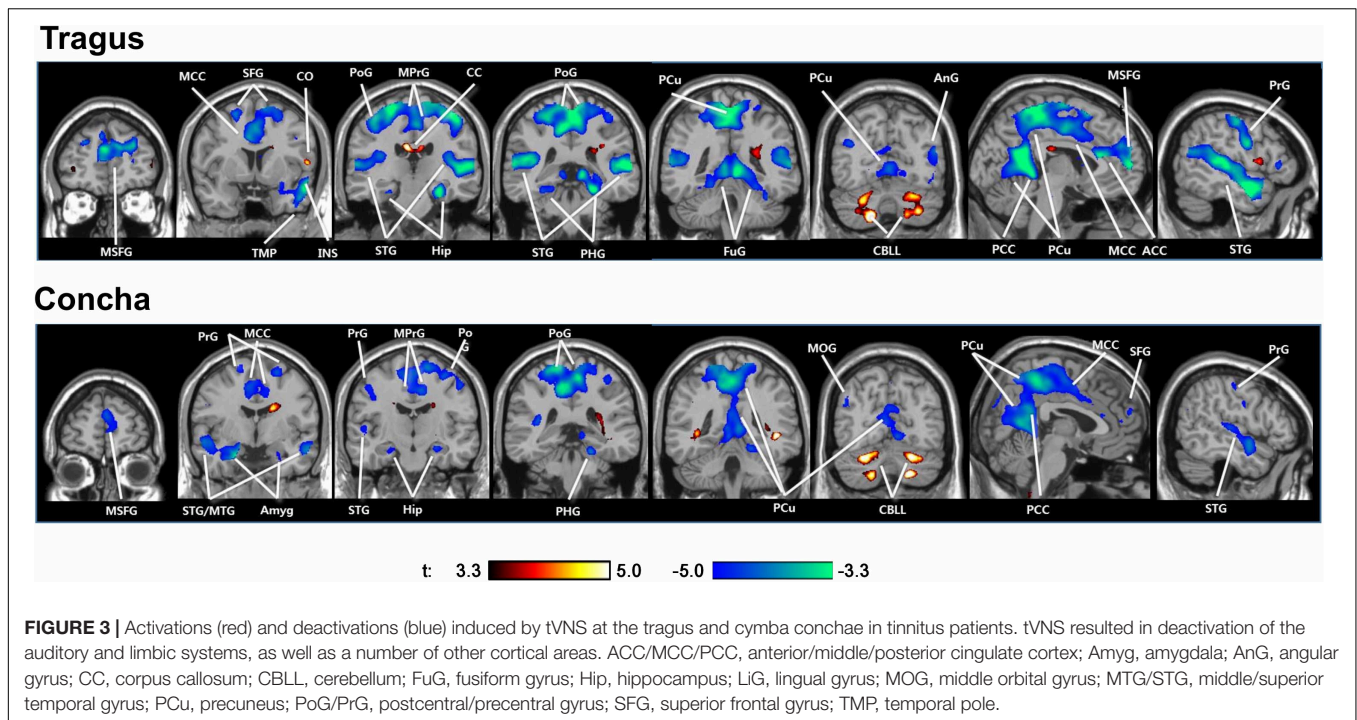 Tragus
MCC SFG CO PoG MPrG CC PoG PCu PCu AnG MSFG PrG
MSFG TMP INS STG Hip STG PHG FuG CBLL PCC PCu MCC ACC STG
Concha
PrG MCC PrG MPrG Po
G PoG MOG PCu MCC SFG PrG
MSFG STG/MTG Amyg STG Hip PHG PCu CBLL PCC STG
t: 3.3 5.0 -5.0 -3.3
FIGURE 3 | Activations (red) and deactivations (blue) induced by tVNS at the tragus and cymba conchae in tinnitus patients. tVNS resulted in deactivation of the
auditory and limbic systems, as well as a number of other cortical areas. ACC/MCC/PCC, anterior/middle/posterior cingulate cortex; Amyg, amygdala; AnG, angular
gyrus; CC, corpus callosum; CBLL, cerebellum; FuG, fusiform gyrus; Hip, hippocampus; LiG, lingual gyrus; MOG, middle orbital gyrus; MTG/STG, middle/superior
temporal gyrus; PCu, precuneus; PoG/PrG, postcentral/precentral gyrus; SFG, superior frontal gyrus; TMP, temporal pole.